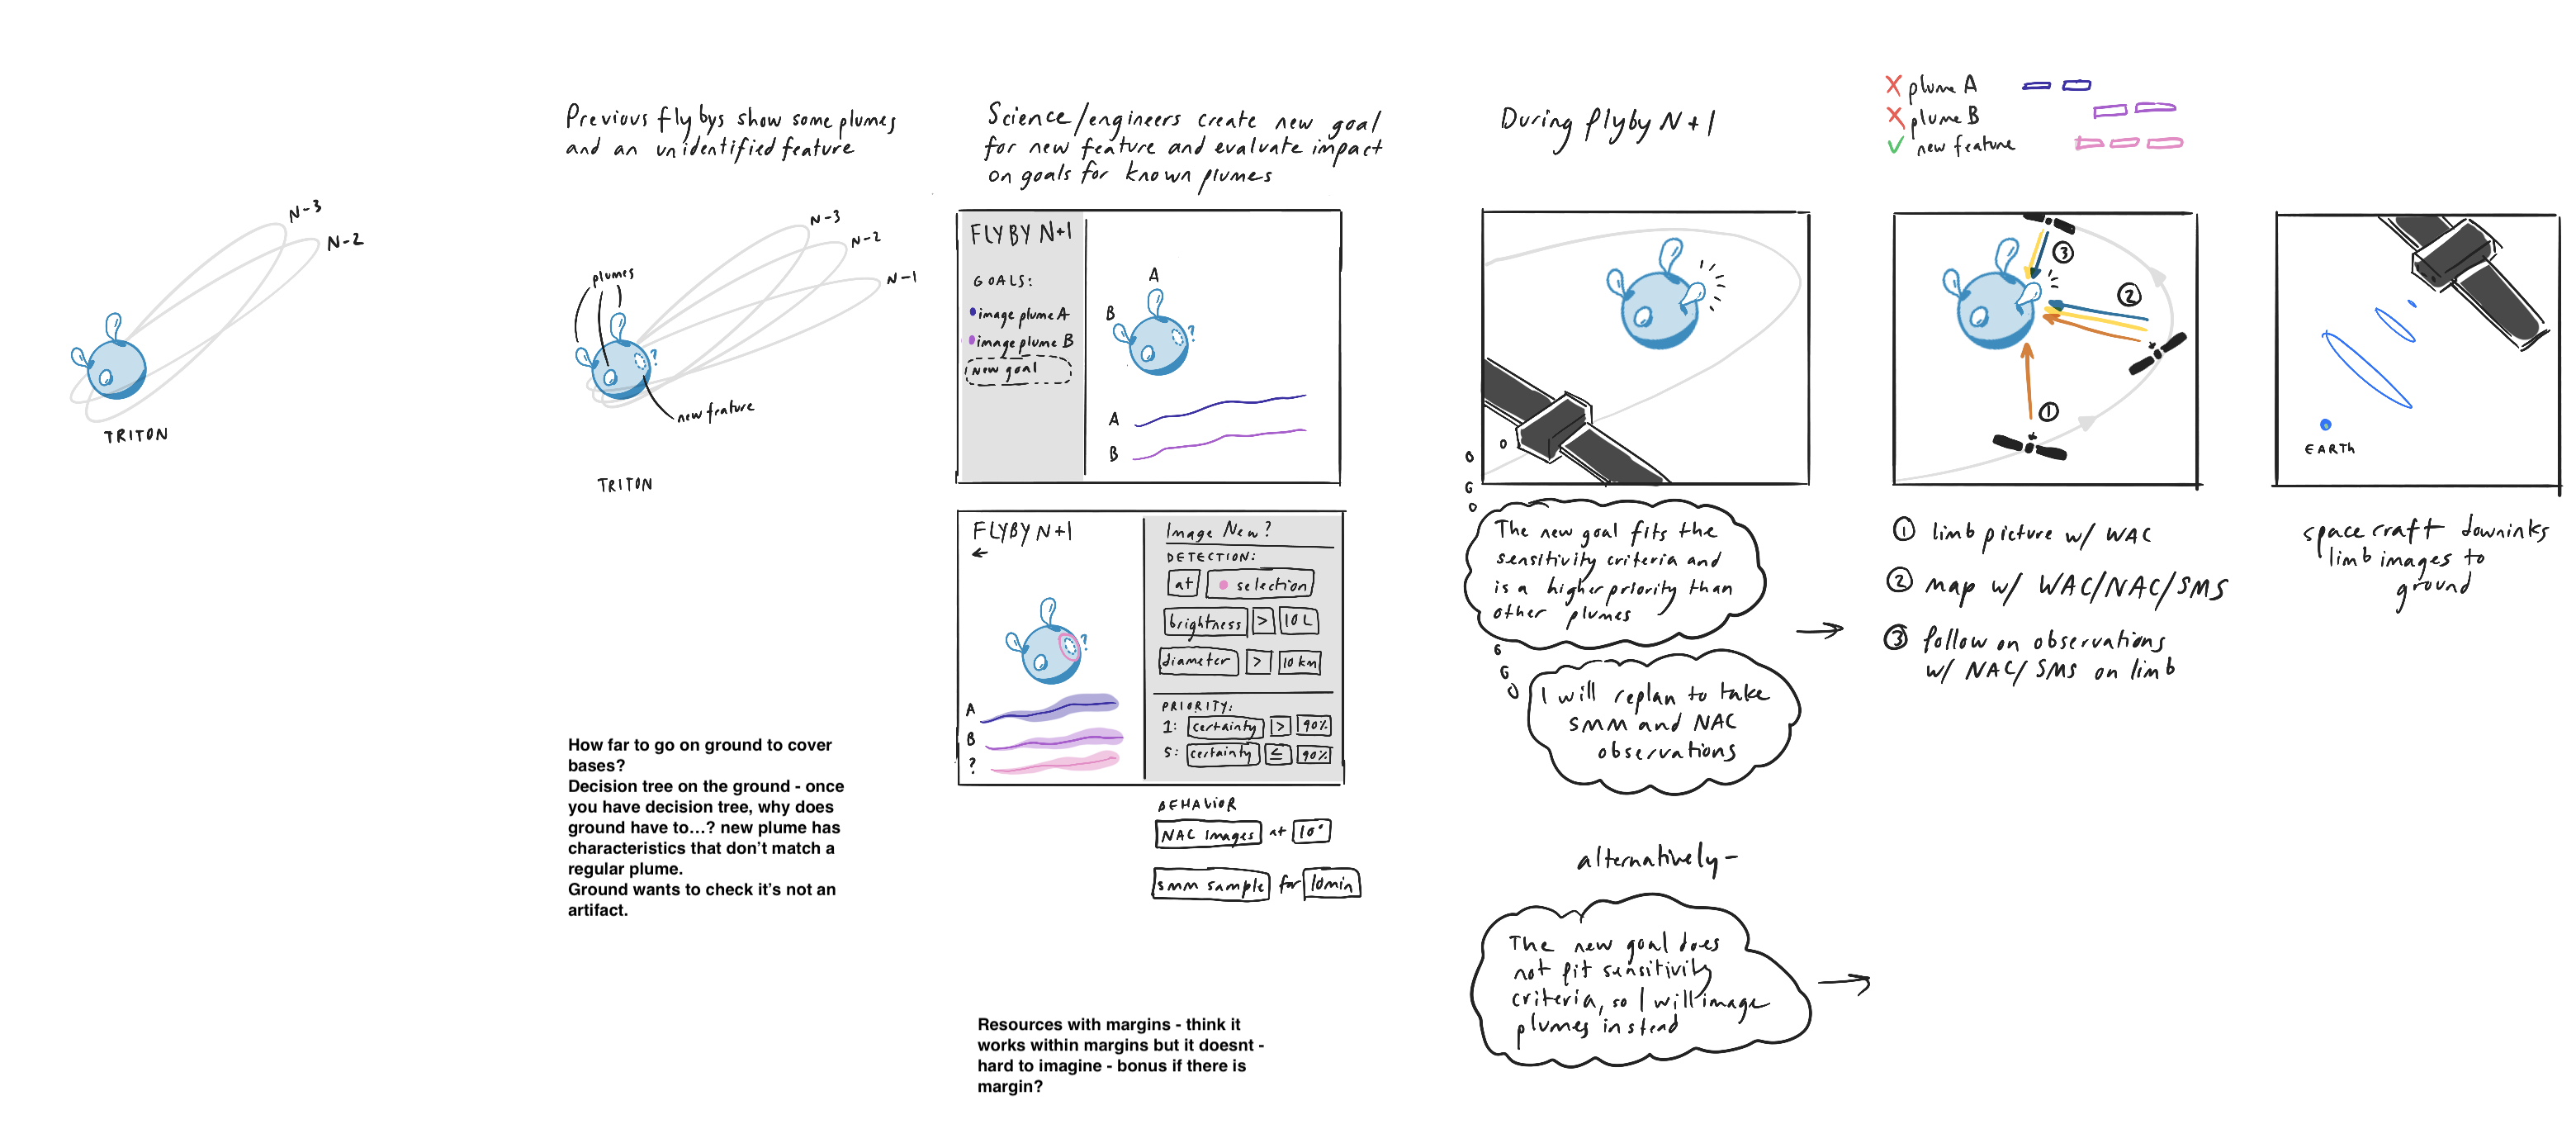 N-3
N-2
TRITON
Previous flybys show some plumes
and an unidentified feature
N-3
N-2
N-1
plumes
?
new feature
TRITON
How far to go on ground to cover
bases?
Decision tree on the ground - once
you have decision tree, why does
ground have to...? new plume has
characteristics that don't match a
regular plume.
Ground wants to check it's not an
artifact.
Science/engineers create new goal
for new feature and evaluate impact
on goals for known plumes
FLYBY N+1
GOALS:
image plume A
image plume B
New goal
A
B
?
A
B
FLYBY N+1
←
?
A
B
?
Image New?
DETECTION:
at selection
brightness > 10 L
diameter > 10 km
PRIORITY:
1: certainty > 90%
5: certainty ≤ 90%
BEHAVIOR
NAC Images at 10°
smm sample for 10min
Resources with margins - think it
works within margins but it doesnt -
hard to imagine - bonus if there is
margin?
During flyby N+1
The new goal fits the
sensitivity criteria and
is a higher priority than
other plumes
I will replan to take
SMM and NAC
observations
alternatively-
The new goal does
not fit sensitivity
criteria, so I will image
plumes instead
X plume A
X plume B
✓ new feature
③
②
①
① limb picture w/ WAC
② map w/ WAC/NAC/SMS
③ follow on observations
w/ NAC/SMS on limb
EARTH
space craft downinks
limb images to
ground